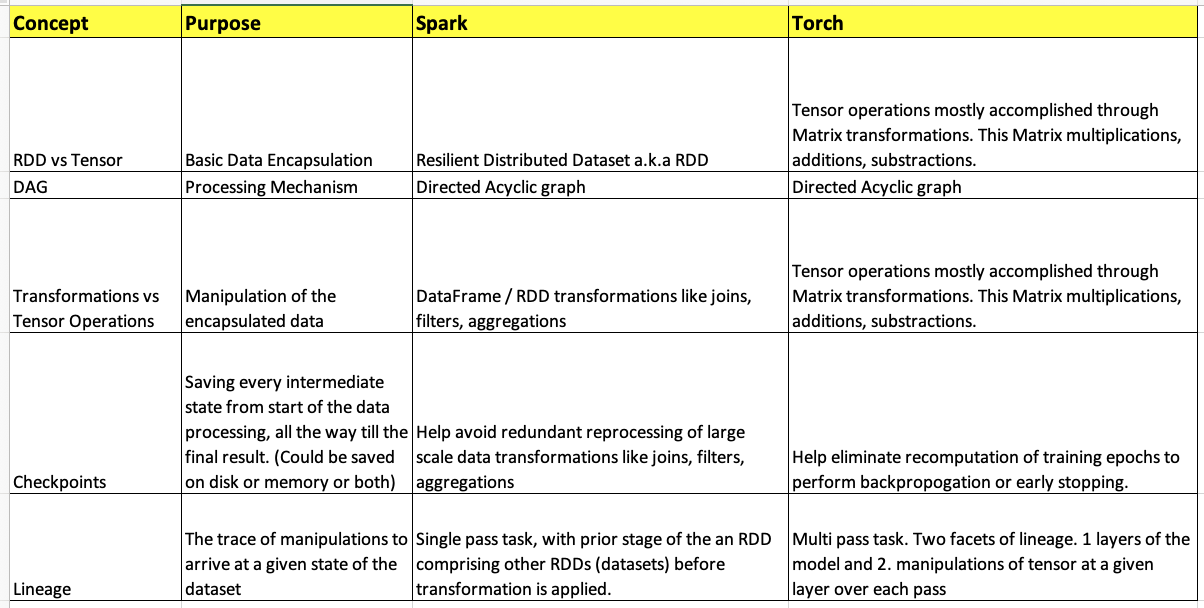 Concept Purpose Spark Torch
RDD vs Tensor
Basic Data Encapsulation
Resilient Distributed Dataset a.k.a RDD
Tensor operations mostly accomplished through
Matrix transformations. This Matrix multiplications,
additions, substractions.
DAG
Processing Mechanism
Directed Acyclic graph
Directed Acyclic graph
Transformations vs
Tensor Operations
Manipulation of the
encapsulated data
DataFrame / RDD transformations like joins,
filters, aggregations
Tensor operations mostly accomplished through
Matrix transformations. This Matrix multiplications,
additions, substractions.
Checkpoints
Saving every intermediate
state from start of the data
processing, all the way till the
final result. (Could be saved
on disk or memory or both)
Help avoid redundant reprocessing of large
scale data transformations like joins, filters,
aggregations
Help eliminate recomputation of training epochs to
perform backpropogation or early stopping.
Lineage
The trace of manipulations to
arrive at a given state of the
dataset
Single pass task, with prior stage of the an RDD
comprising other RDDs (datasets) before
transformation is applied.
Multi pass task. Two facets of lineage. 1 layers of the
model and 2. manipulations of tensor at a given
layer over each pass